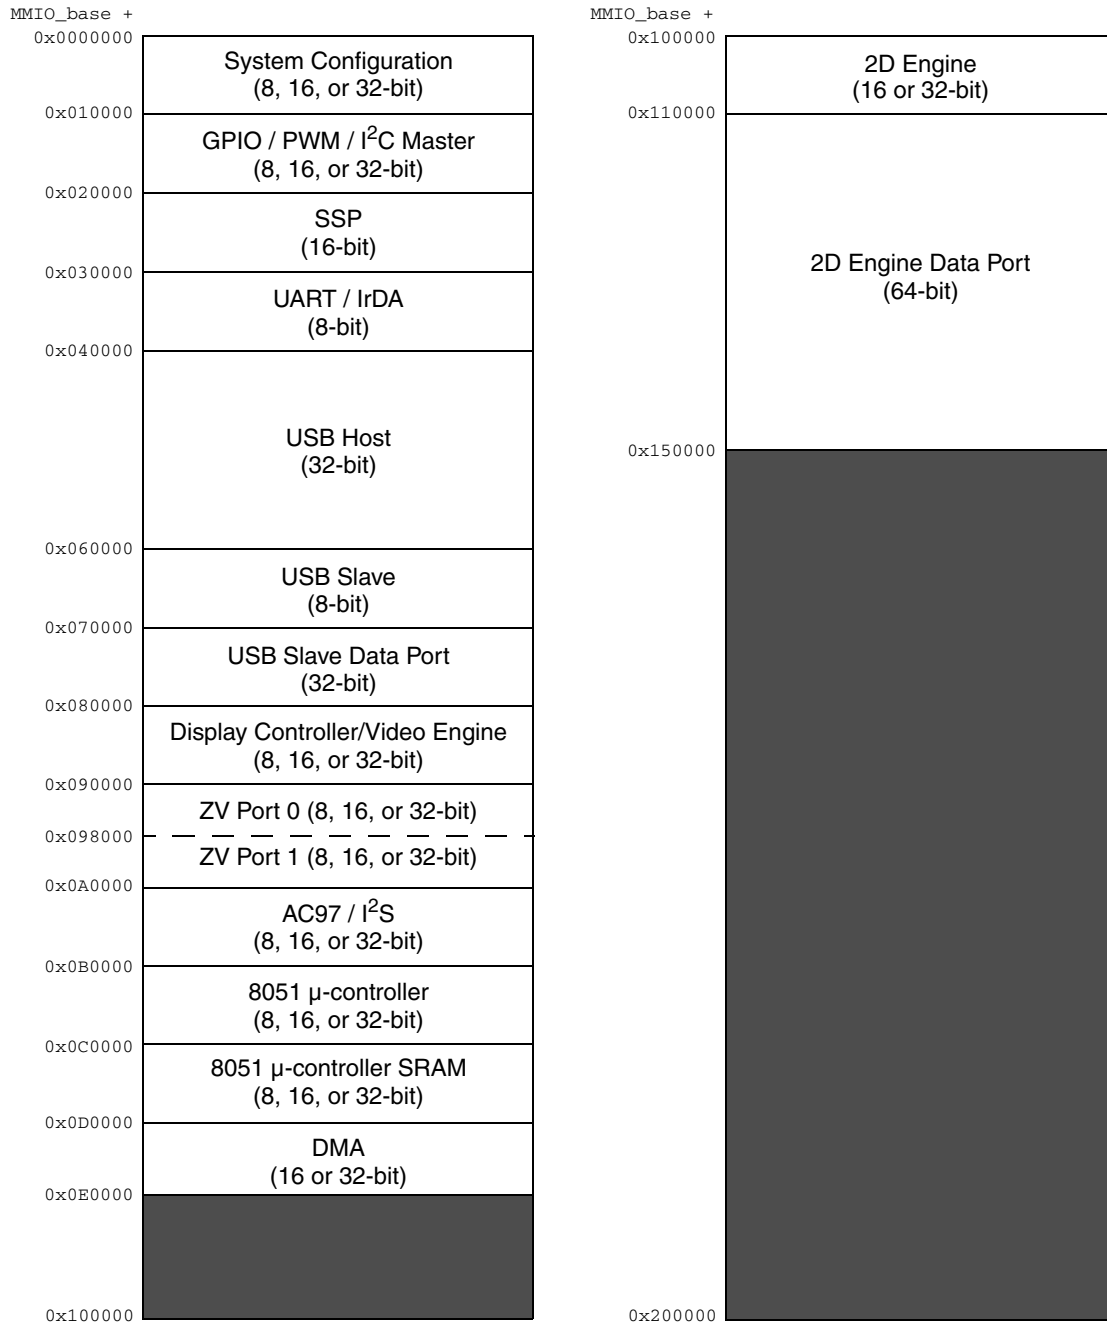 MMIO_base +
0x0000000
System Configuration
(8, 16, or 32-bit)
0x010000
GPIO / PWM / I²C Master
(8, 16, or 32-bit)
0x020000
SSP
(16-bit)
0x030000
UART / IrDA
(8-bit)
0x040000
USB Host
(32-bit)
0x060000
USB Slave
(8-bit)
0x070000
USB Slave Data Port
(32-bit)
0x080000
Display Controller/Video Engine
(8, 16, or 32-bit)
0x090000
ZV Port 0 (8, 16, or 32-bit)
0x098000
ZV Port 1 (8, 16, or 32-bit)
0x0A0000
AC97 / I²S
(8, 16, or 32-bit)
0x0B0000
8051 µ-controller
(8, 16, or 32-bit)
0x0C0000
8051 µ-controller SRAM
(8, 16, or 32-bit)
0x0D0000
DMA
(16 or 32-bit)
0x0E0000
0x100000
MMIO_base +
0x100000
2D Engine
(16 or 32-bit)
0x110000
2D Engine Data Port
(64-bit)
0x150000
0x200000